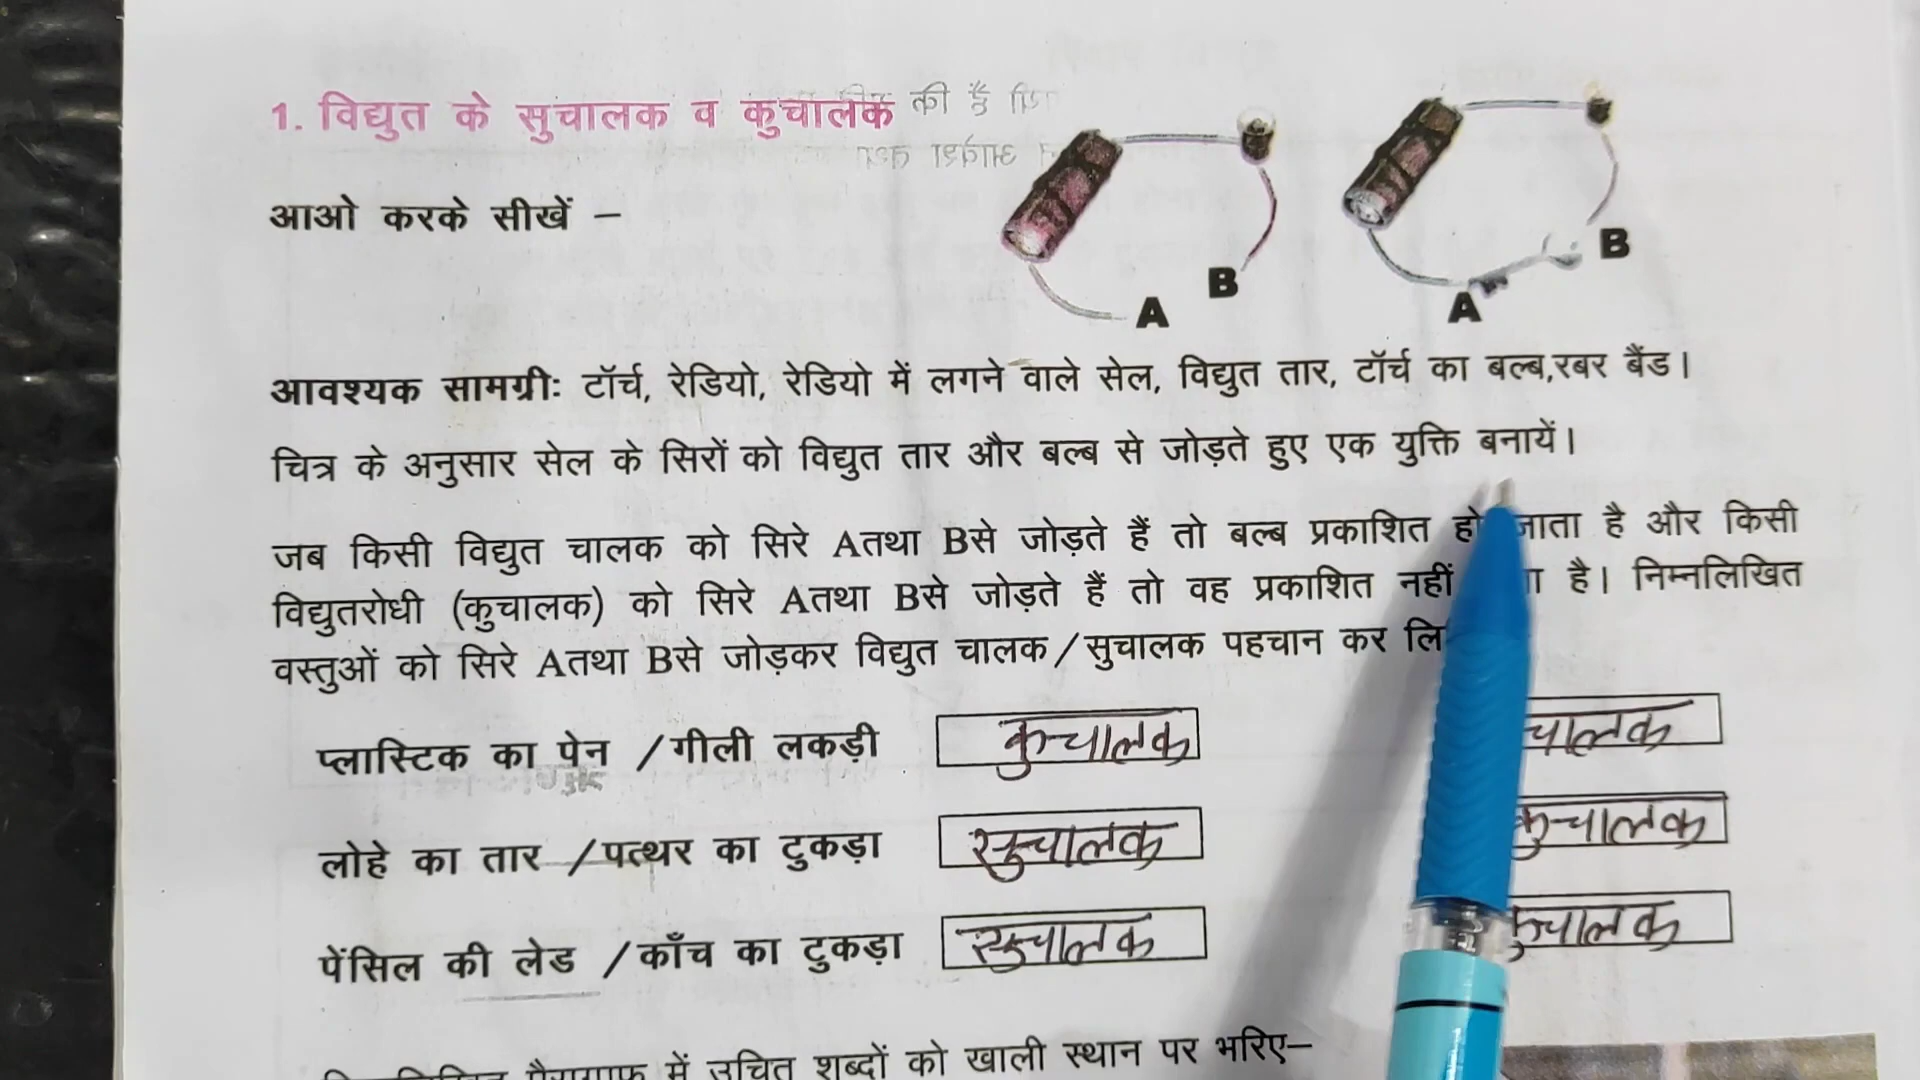 1. विद्युत के सुचालक व कुचालक
आओ करके सीखें –
A B
A B
आवश्यक सामग्रीः टॉर्च, रेडियो, रेडियो में लगने वाले सेल, विद्युत तार, टॉर्च का बल्ब,रबर बैंड।
चित्र के अनुसार सेल के सिरों को विद्युत तार और बल्ब से जोड़ते हुए एक युक्ति बनायें।
जब किसी विद्युत चालक को सिरे Aतथा Bसे जोड़ते हैं तो बल्ब प्रकाशित हो जाता है और किसी
विद्युतरोधी (कुचालक) को सिरे Aतथा Bसे जोड़ते हैं तो वह प्रकाशित नहीं है। निम्नलिखित
वस्तुओं को सिरे Aतथा Bसे जोड़कर विद्युत चालक/सुचालक पहचान कर
प्लास्टिक का पेन /गीली लकड़ी कुचालक चालक
लोहे का तार /पत्थर का टुकड़ा सुचालक कुचालक
पेंसिल की लेड /काँच का टुकड़ा सुचालक कुचालक
में उचित शब्दों को खाली स्थान पर भरिए–